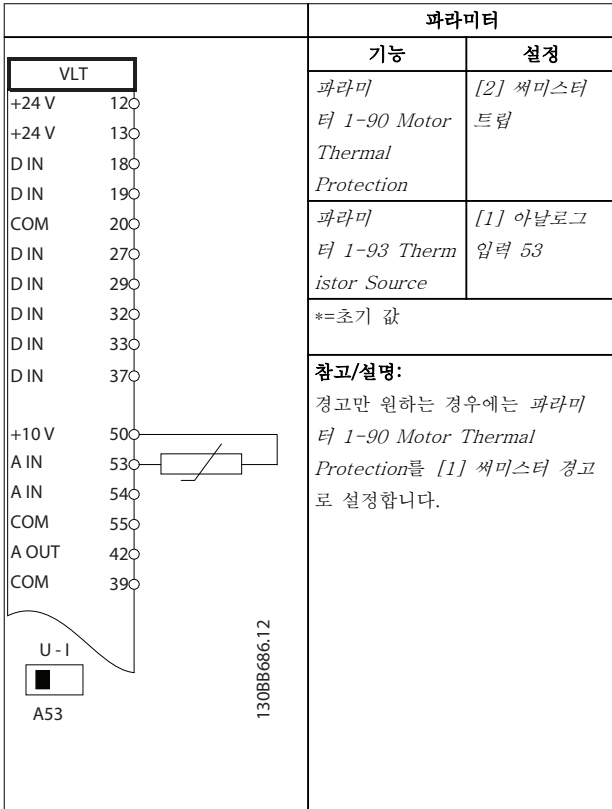 VLT
+24 V 12
+24 V 13
D IN 18
D IN 19
COM 20
D IN 27
D IN 29
D IN 32
D IN 33
D IN 37
+10 V 50
A IN 53
A IN 54
COM 55
A OUT 42
COM 39
U - I
A53
130BB686.12
파라미터
기능 설정
파라미
터 1-90 Motor
Thermal
Protection
[2] 써미스터
트립
파라미
터 1-93 Therm
istor Source
[1] 아날로그
입력 53
*=초기 값
참고/설명:
경고만 원하는 경우에는 파라미
터 1-90 Motor Thermal
Protection를 [1] 써미스터 경고
로 설정합니다.